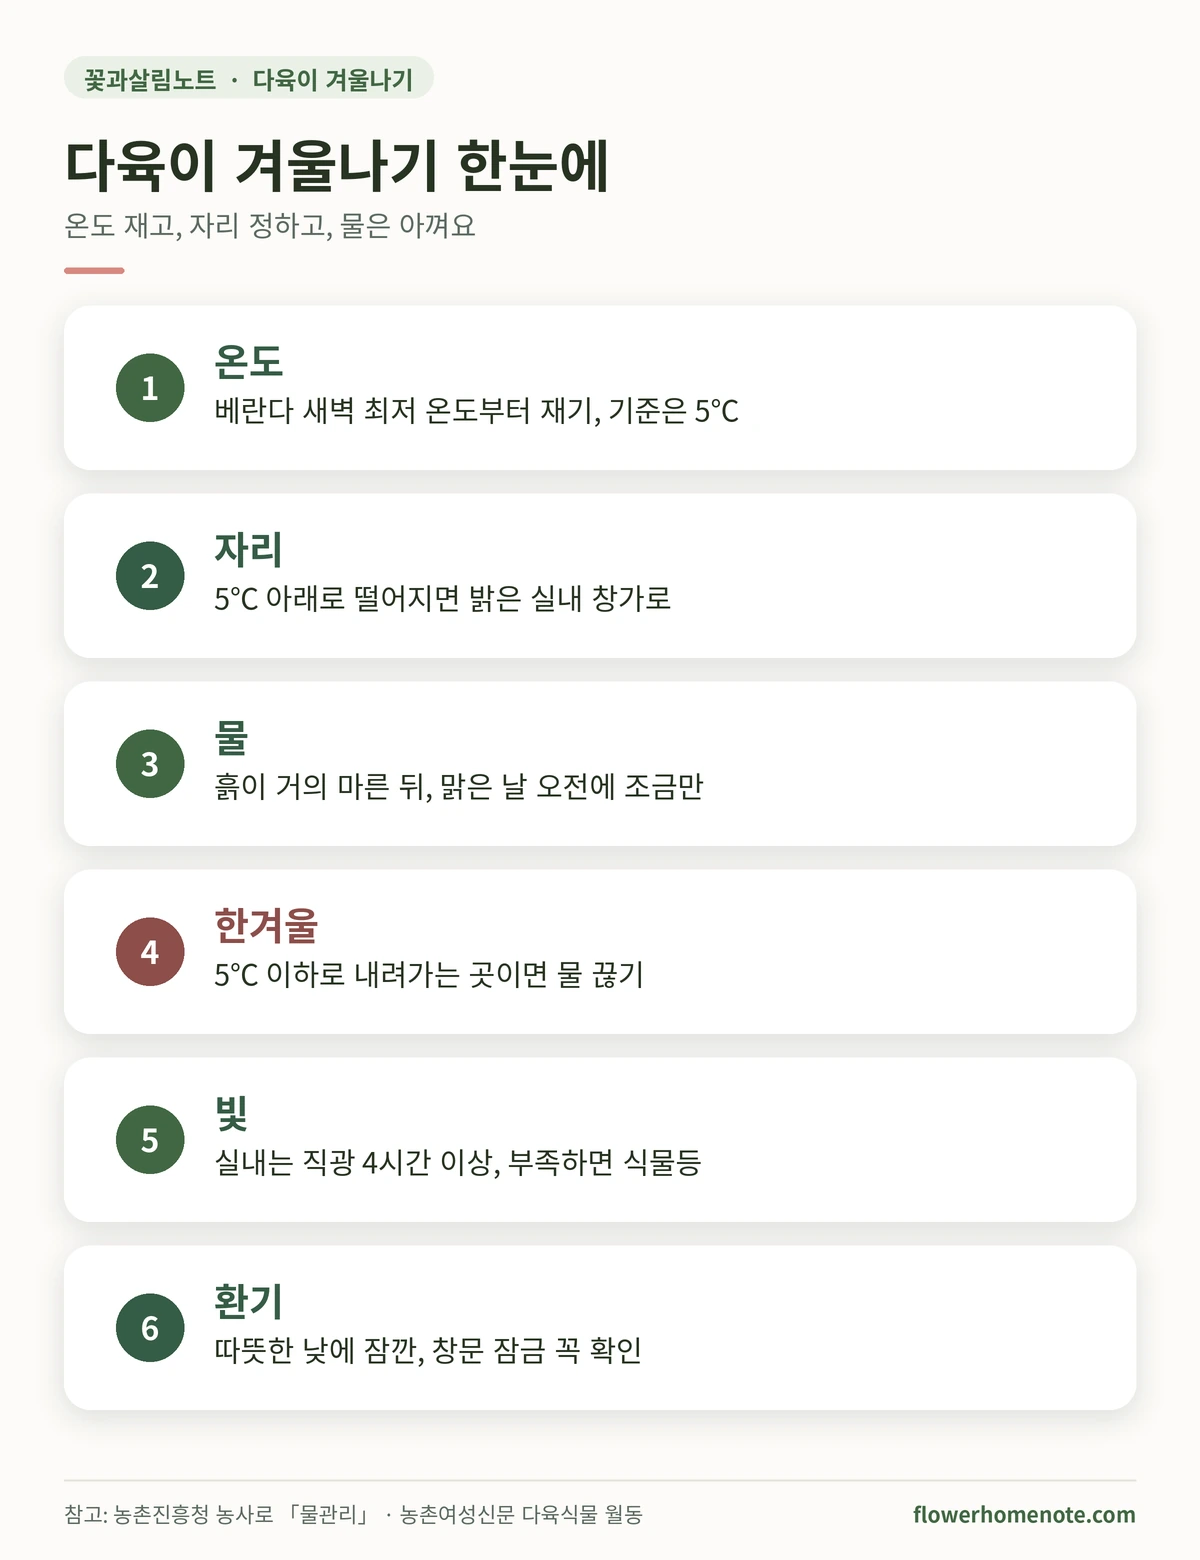 꽃과살림노트 · 다육이 겨울나기
다육이 겨울나기 한눈에
온도 재고, 자리 정하고, 물은 아껴요
1
온도
베란다 새벽 최저 온도부터 재기, 기준은 5℃
2
자리
5℃ 아래로 떨어지면 밝은 실내 창가로
3
물
흙이 거의 마른 뒤, 맑은 날 오전에 조금만
4
한겨울
5℃ 이하로 내려가는 곳이면 물 끊기
5
빛
실내는 직광 4시간 이상, 부족하면 식물등
6
환기
따뜻한 낮에 잠깐, 창문 잠금 꼭 확인
참고: 농촌진흥청 농사로 「물관리」 · 농촌여성신문 다육식물 월동
flowerhomenote.com